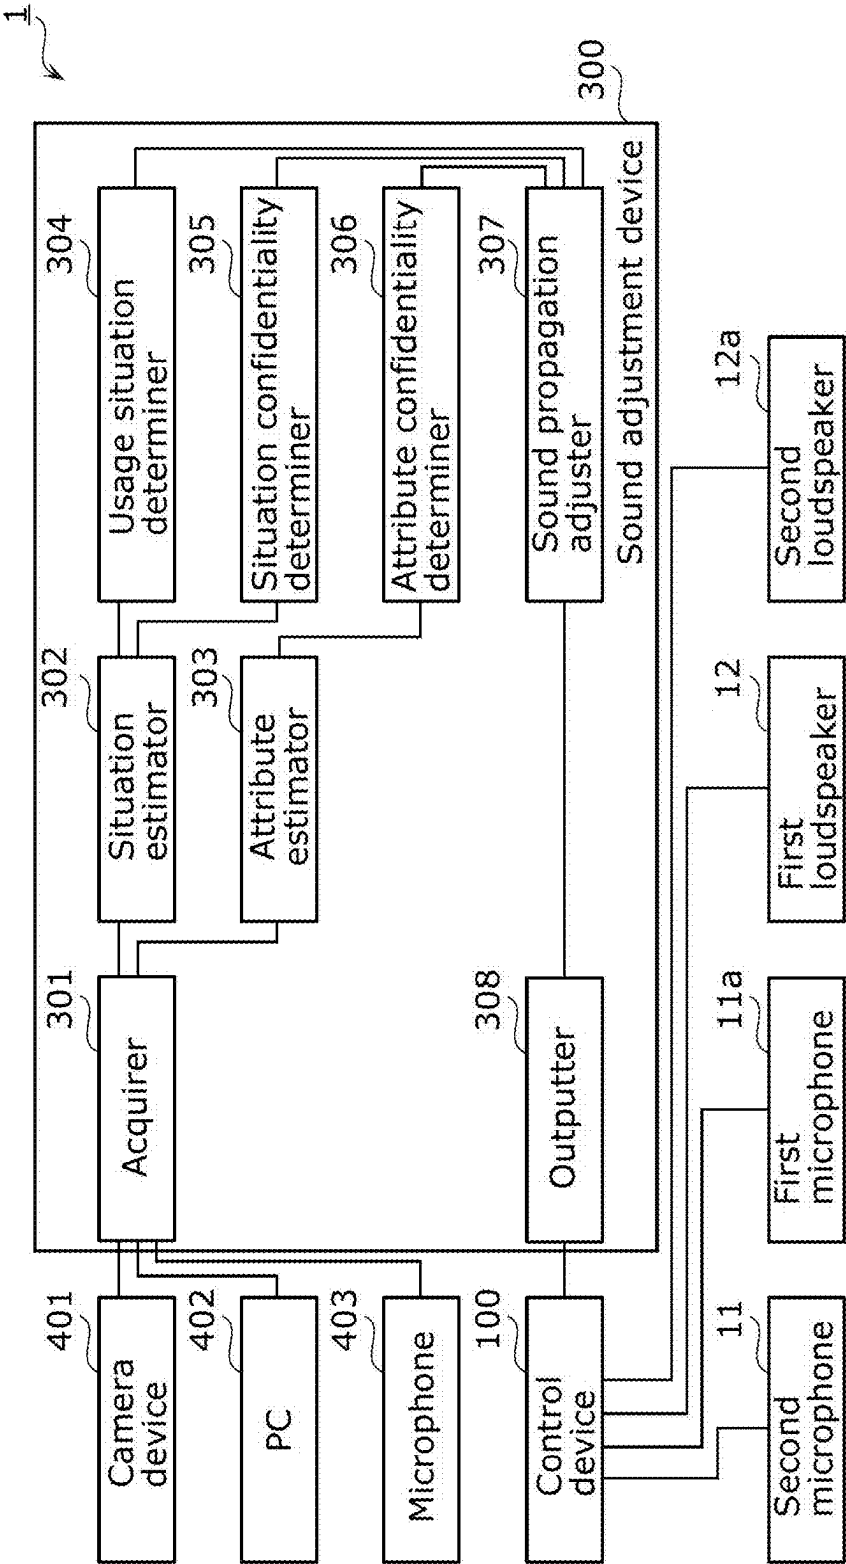 1
300
401
Camera
device
402
PC
403
Microphone
100
Control
device
301
Acquirer
302
Situation
estimator
303
Attribute
estimator
304
Usage situation
determiner
305
Situation confidentiality
determiner
306
Attribute confidentiality
determiner
307
Sound propagation
adjuster
308
Outputter
Sound adjustment device
11
Second
microphone
11a
First
microphone
12
First
loudspeaker
12a
Second
loudspeaker